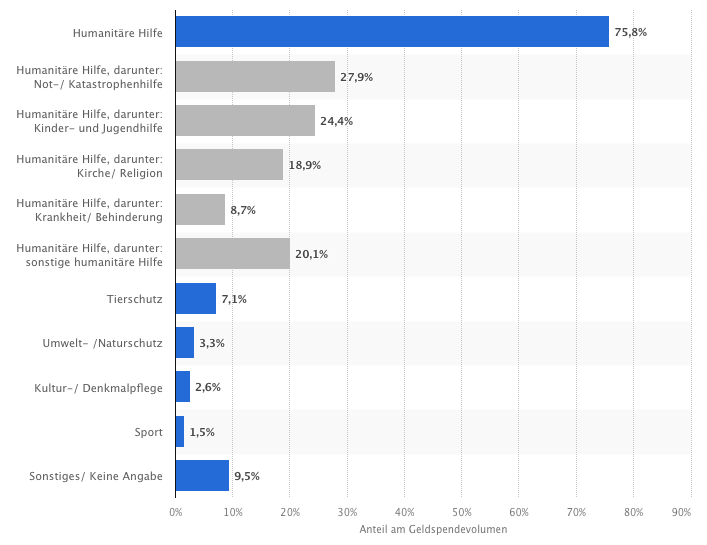 Humanitäre Hilfe
75,8%
Humanitäre Hilfe, darunter:
Not-/ Katastrophenhilfe
27,9%
Humanitäre Hilfe, darunter:
Kinder- und Jugendhilfe
24,4%
Humanitäre Hilfe, darunter:
Kirche/ Religion
18,9%
Humanitäre Hilfe, darunter:
Krankheit/ Behinderung
8,7%
Humanitäre Hilfe, darunter:
sonstige humanitäre Hilfe
20,1%
Tierschutz
7,1%
Umwelt- /Naturschutz
3,3%
Kultur-/ Denkmalpflege
2,6%
Sport
1,5%
Sonstiges/ Keine Angabe
9,5%
0% 10% 20% 30% 40% 50% 60% 70% 80% 90%
Anteil am Geldspendevolumen